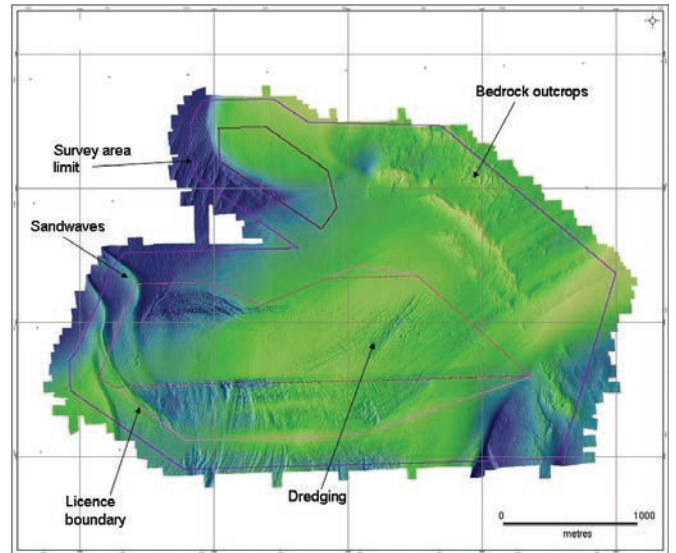 Bedrock outcrops
Survey area
limit
Sandwaves
Licence
boundary
Dredging
0
1000
metres